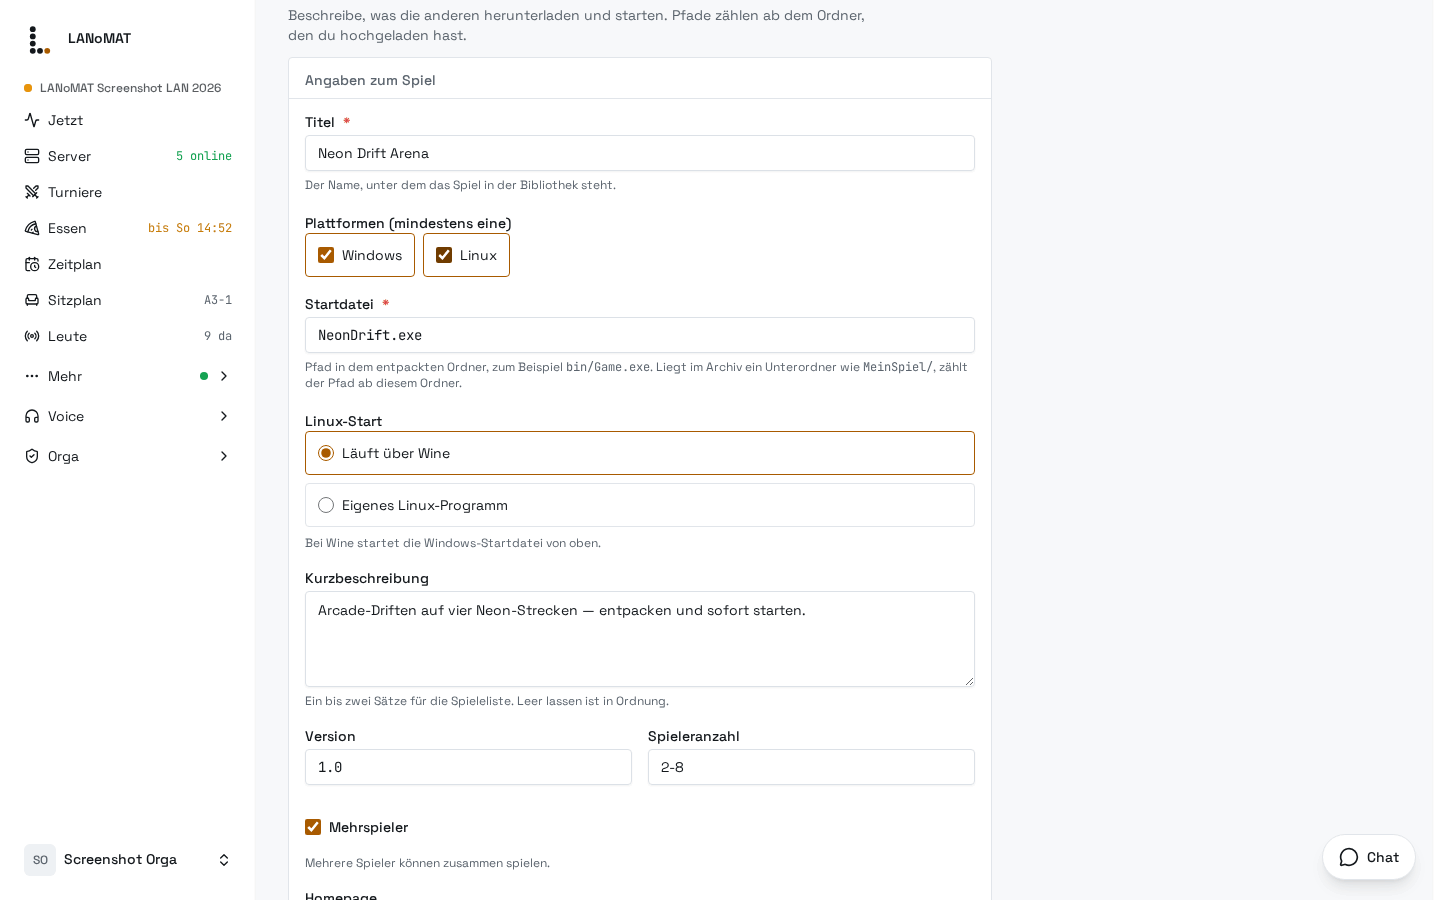 LANoMAT
LANoMAT Screenshot LAN 2026
Jetzt
Server 5 online
Turniere
Essen bis So 14:52
Zeitplan
Sitzplan A3-1
Leute 9 da
Mehr
Voice
Orga
SO Screenshot Orga
Beschreibe, was die anderen herunterladen und starten. Pfade zählen ab dem Ordner,
den du hochgeladen hast.
Angaben zum Spiel
Titel *
Neon Drift Arena
Der Name, unter dem das Spiel in der Bibliothek steht.
Plattformen (mindestens eine)
Windows Linux
Startdatei *
NeonDrift.exe
Pfad in dem entpackten Ordner, zum Beispiel bin/Game.exe. Liegt im Archiv ein Unterordner wie MeinSpiel/, zählt
der Pfad ab diesem Ordner.
Linux-Start
Läuft über Wine
Eigenes Linux-Programm
Bei Wine startet die Windows-Startdatei von oben.
Kurzbeschreibung
Arcade-Driften auf vier Neon-Strecken — entpacken und sofort starten.
Ein bis zwei Sätze für die Spieleliste. Leer lassen ist in Ordnung.
Version Spieleranzahl
1.0 2-8
Mehrspieler
Mehrere Spieler können zusammen spielen.
Homepage
Chat